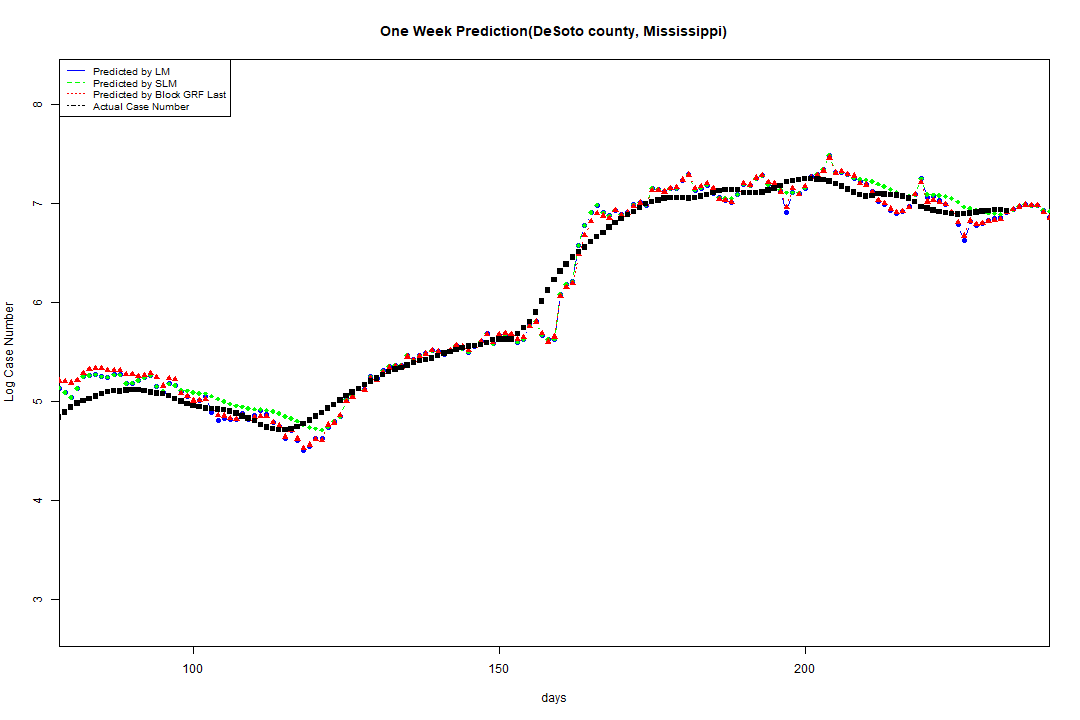 One Week Prediction(DeSoto county, Mississippi)
Predicted by LM
Predicted by SLM
Predicted by Block GRF Last
Actual Case Number
8
7
6
5
4
3
Log Case Number
100 150 200
days